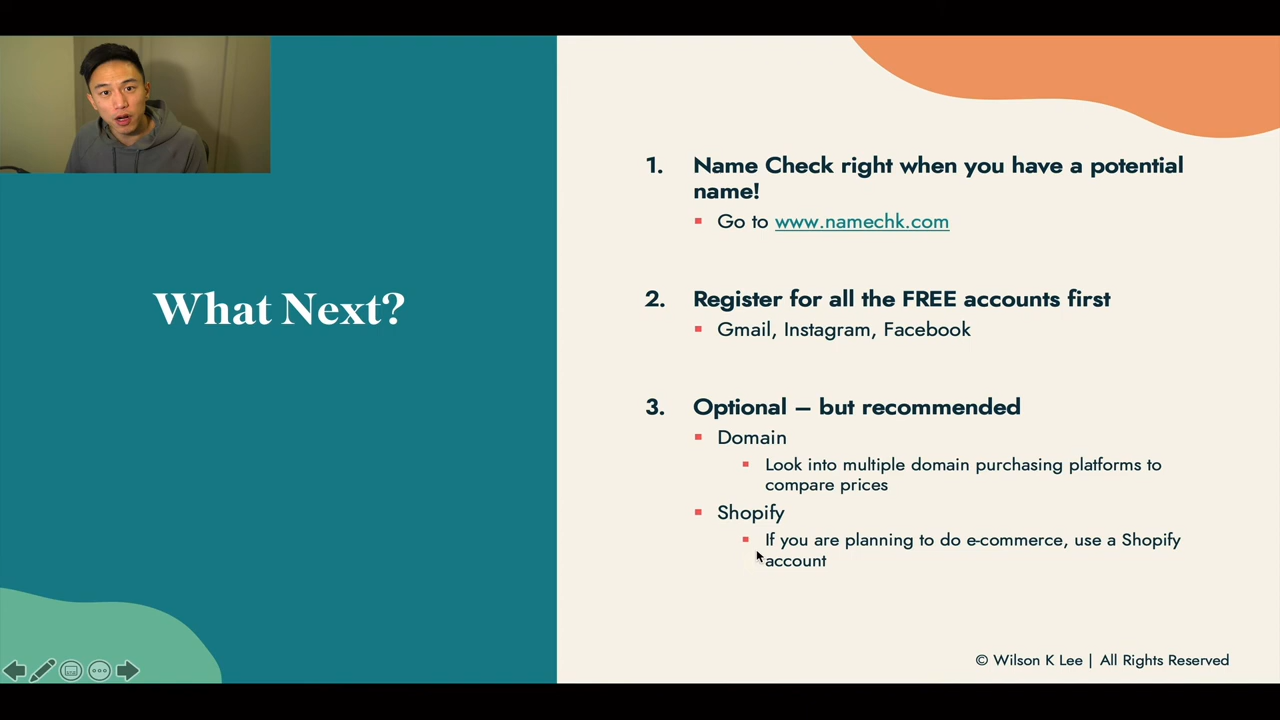 What Next?
1. Name Check right when you have a potential
name!
Go to www.namechk.com
2. Register for all the FREE accounts first
Gmail, Instagram, Facebook
3. Optional – but recommended
Domain
Look into multiple domain purchasing platforms to
compare prices
Shopify
If you are planning to do e-commerce, use a Shopify
account
© Wilson K Lee | All Rights Reserved